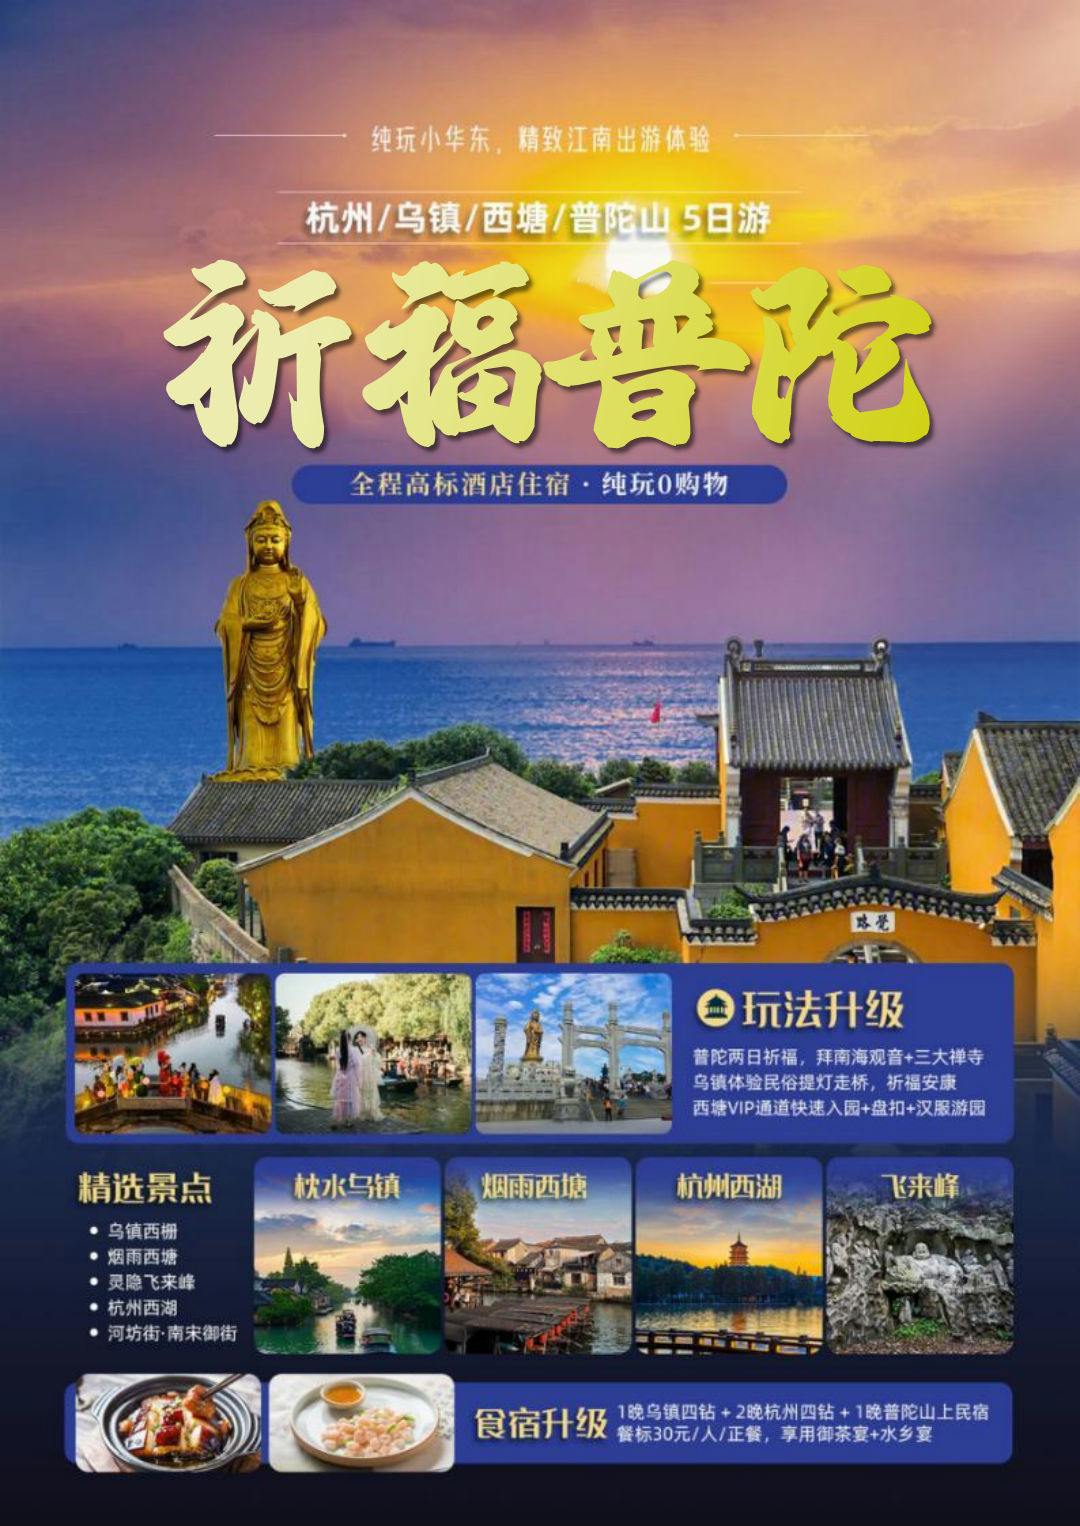 纯玩小华东，精致江南出游体验
杭州/乌镇/西塘/普陀山 5日游
祈福普陀
全程高标酒店住宿 · 纯玩0购物
路觉
玩法升级
普陀两日祈福，拜南海观音+三大禅寺
乌镇体验民俗提灯走桥，祈福安康
西塘VIP通道快速入园+盘扣+汉服游园
精选景点
• 乌镇西栅
• 烟雨西塘
• 灵隐飞来峰
• 杭州西湖
• 河坊街·南宋御街
枕水乌镇
烟雨西塘
杭州西湖
飞来峰
食宿升级
1晚乌镇四钻 + 2晚杭州四钻 + 1晚普陀山上民宿
餐标30元/人/正餐，享用御茶宴+水乡宴